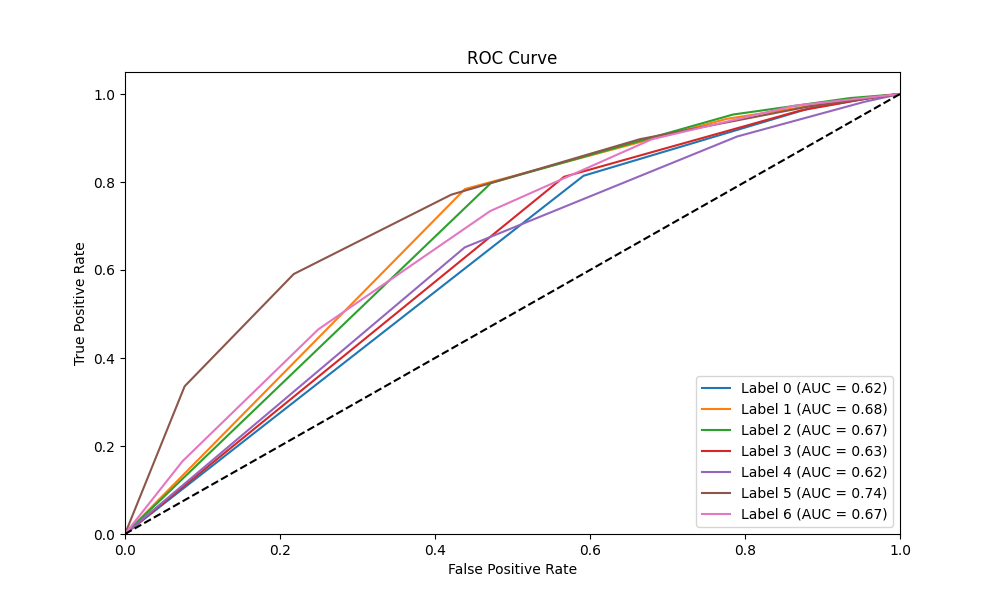 ROC Curve
True Positive Rate
1.0
0.8
0.6
0.4
0.2
0.0
0.0 0.2 0.4 0.6 0.8 1.0
False Positive Rate
Label 0 (AUC = 0.62)
Label 1 (AUC = 0.68)
Label 2 (AUC = 0.67)
Label 3 (AUC = 0.63)
Label 4 (AUC = 0.62)
Label 5 (AUC = 0.74)
Label 6 (AUC = 0.67)